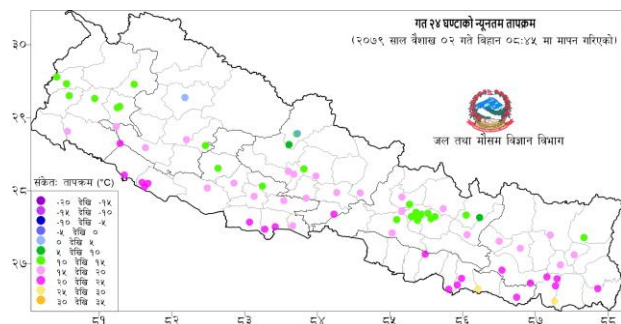 गत २४ घण्टाको न्यूनतम तापक्रम
(२०७९ साल वैशाख ०२ गते बिहान ०८:४५ मा मापन गरिएको)
जल तथा मौसम विज्ञान विभाग
३०
२९
२८
२७
संकेतः तापक्रम (°C)
-२० देखि -१५
-१५ देखि -१०
-१० देखि -५
-५ देखि ०
० देखि ५
५ देखि १०
१० देखि १५
१५ देखि २०
२० देखि २५
२५ देखि ३०
३० देखि ३५
८१ ८२ ८३ ८४ ८५ ८६ ८७ ८८